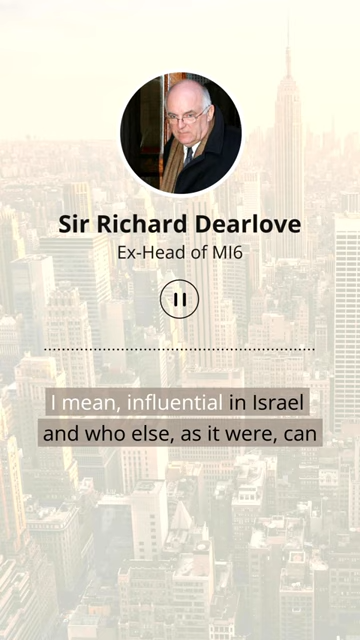 Sir Richard Dearlove
Ex-Head of MI6
I mean, influential in Israel
and who else, as it were, can